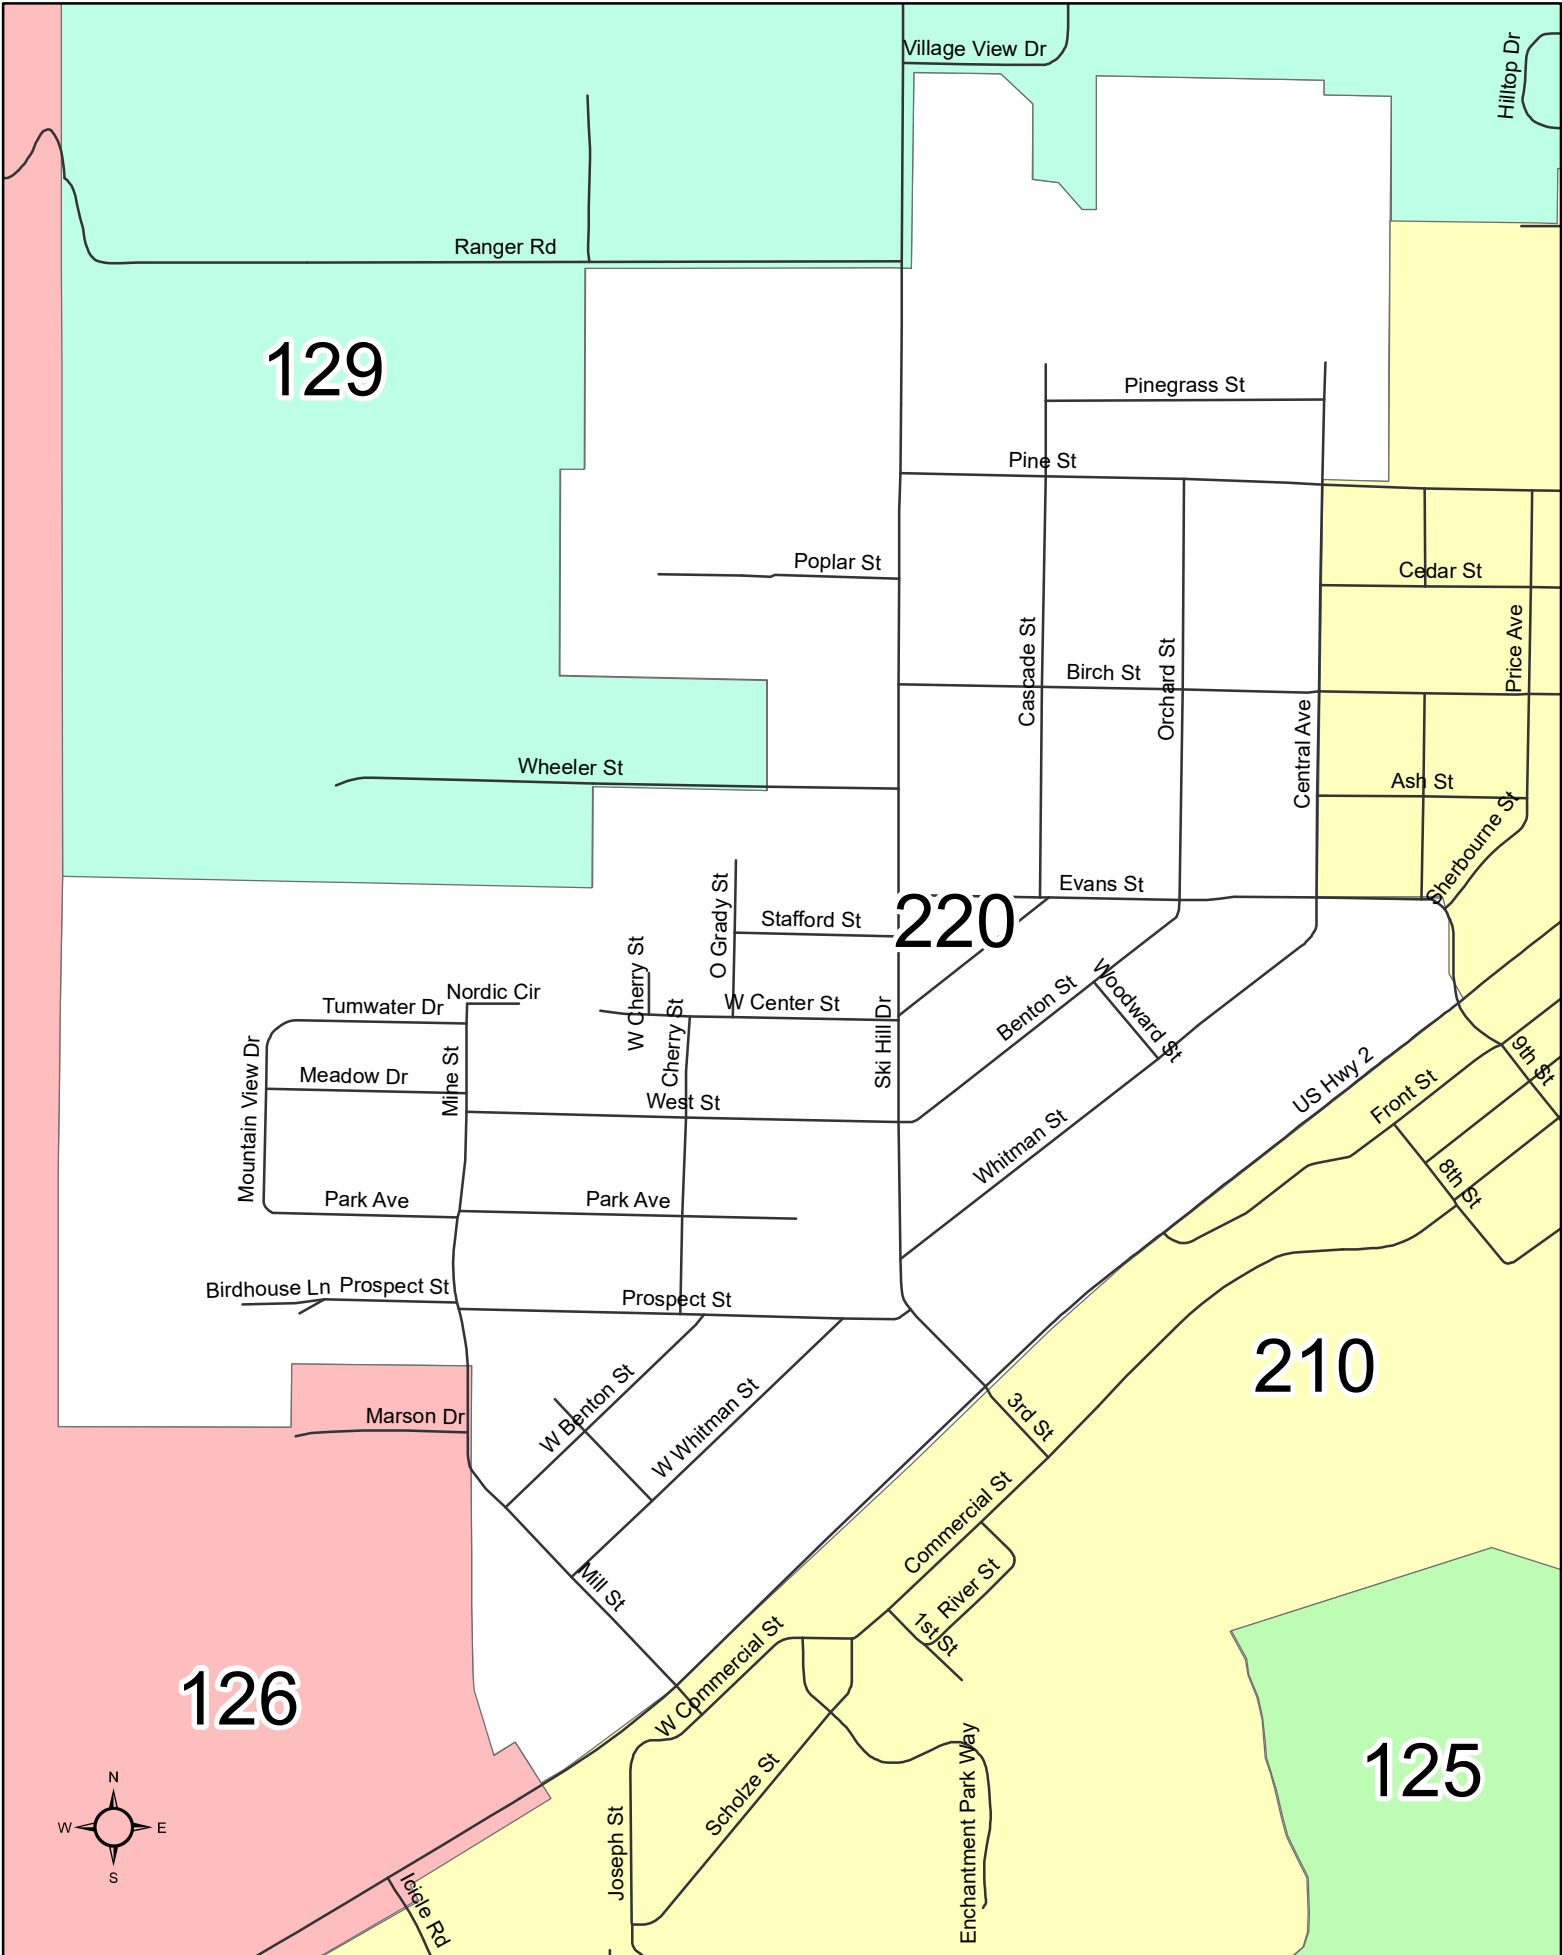 Village View Dr
Hilltop Dr
Ranger Rd
129
Pinegrass St
Pine St
Poplar St
Cedar St
Cascade St
Orchard St
Price Ave
Birch St
Central Ave
Wheeler St
Ash St
Sherbourne St
Evans St
O Grady St
Stafford St
220
W Cherry St
Nordic Cir
Tumwater Dr
W Center St
Cherry St
Ski Hill Dr
Benton St
Woodward St
Mountain View Dr
Meadow Dr
Mine St
West St
US Hwy 2
Front St
9th St
Whitman St
8th St
Park Ave
Park Ave
Birdhouse Ln
Prospect St
Prospect St
210
W Benton St
W Whitman St
Marson Dr
3rd St
Commercial St
Mill St
River St
1st St
W Commercial St
126
Scholze St
Enchantment Park Way
125
Joseph St
Icicle Rd
N
W
E
S